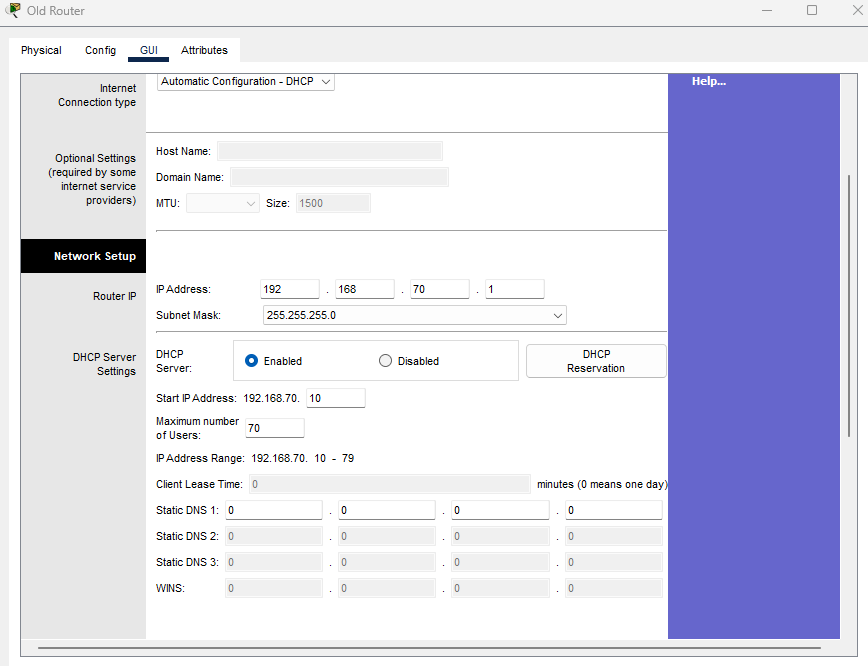 Old Router
Physical Config GUI Attributes
Internet
Connection type
Automatic Configuration - DHCP
Help...
Optional Settings
(required by some
internet service
providers)
Host Name:
Domain Name:
MTU: Size: 1500
Network Setup
Router IP
IP Address: 192 . 168 . 70 . 1
Subnet Mask: 255.255.255.0
DHCP Server
Settings
DHCP
Server:
Enabled Disabled
DHCP
Reservation
Start IP Address: 192.168.70. 10
Maximum number
of Users:
70
IP Address Range: 192.168.70. 10 - 79
Client Lease Time: 0 minutes (0 means one day)
Static DNS 1: 0 . 0 . 0 . 0
Static DNS 2: 0 . 0 . 0 . 0
Static DNS 3: 0 . 0 . 0 . 0
WINS: 0 . 0 . 0 . 0